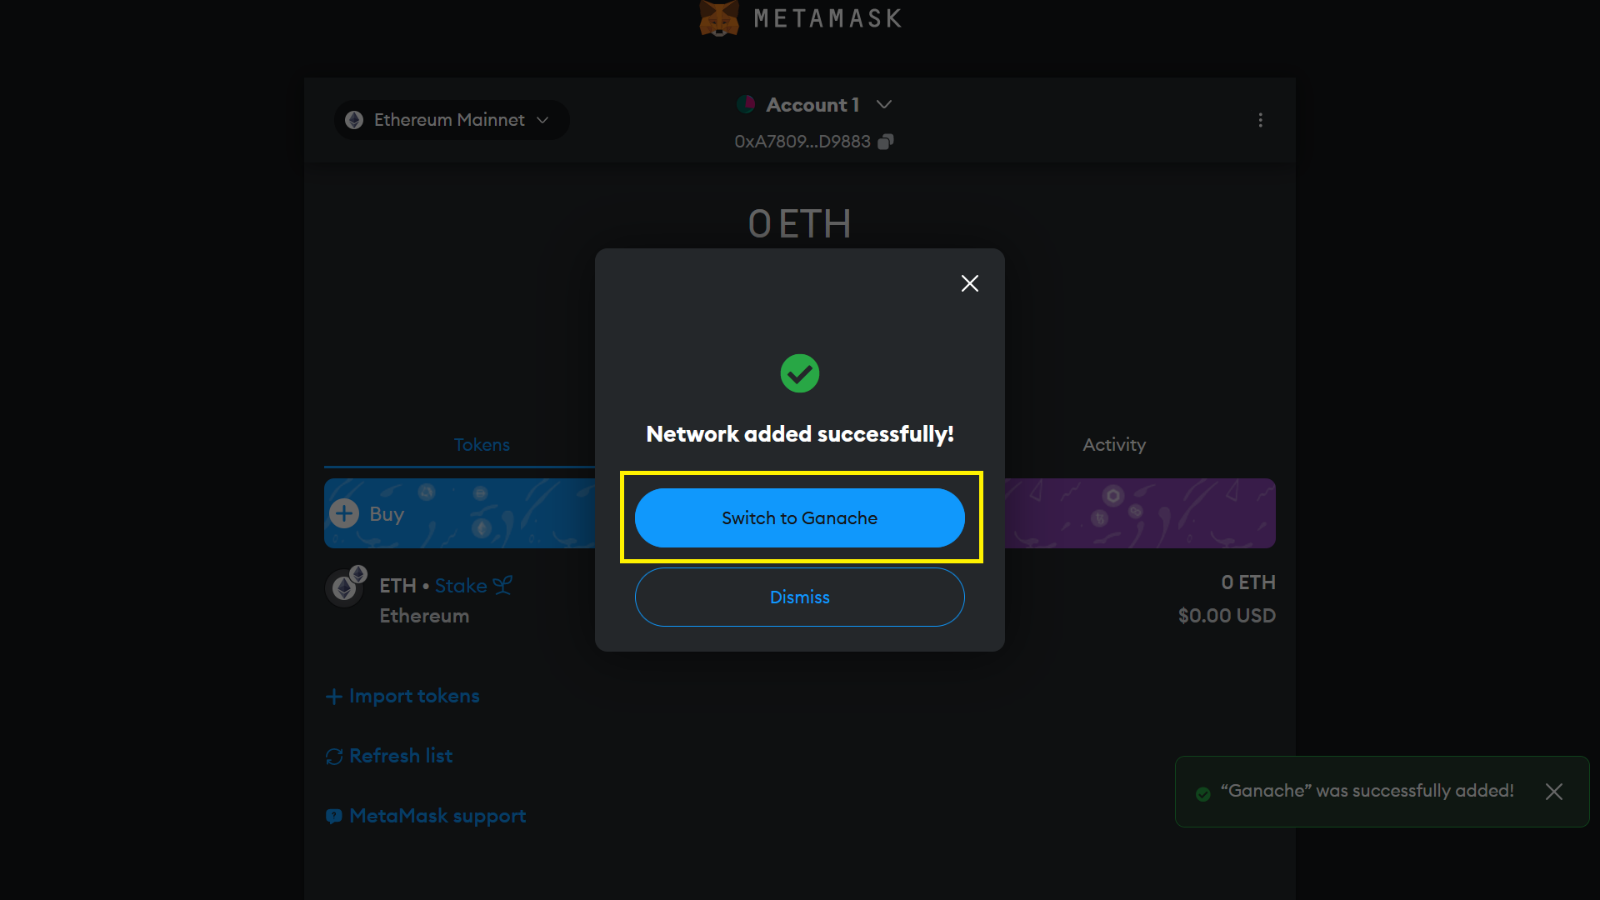 METAMASK
Ethereum Mainnet
Account 1
0xA7809...D9883
0 ETH
Network added successfully!
Tokens
Activity
Switch to Ganache
Buy
Dismiss
ETH • Stake
0 ETH
Ethereum
$0.00 USD
Import tokens
Refresh list
“Ganache” was successfully added!
MetaMask support